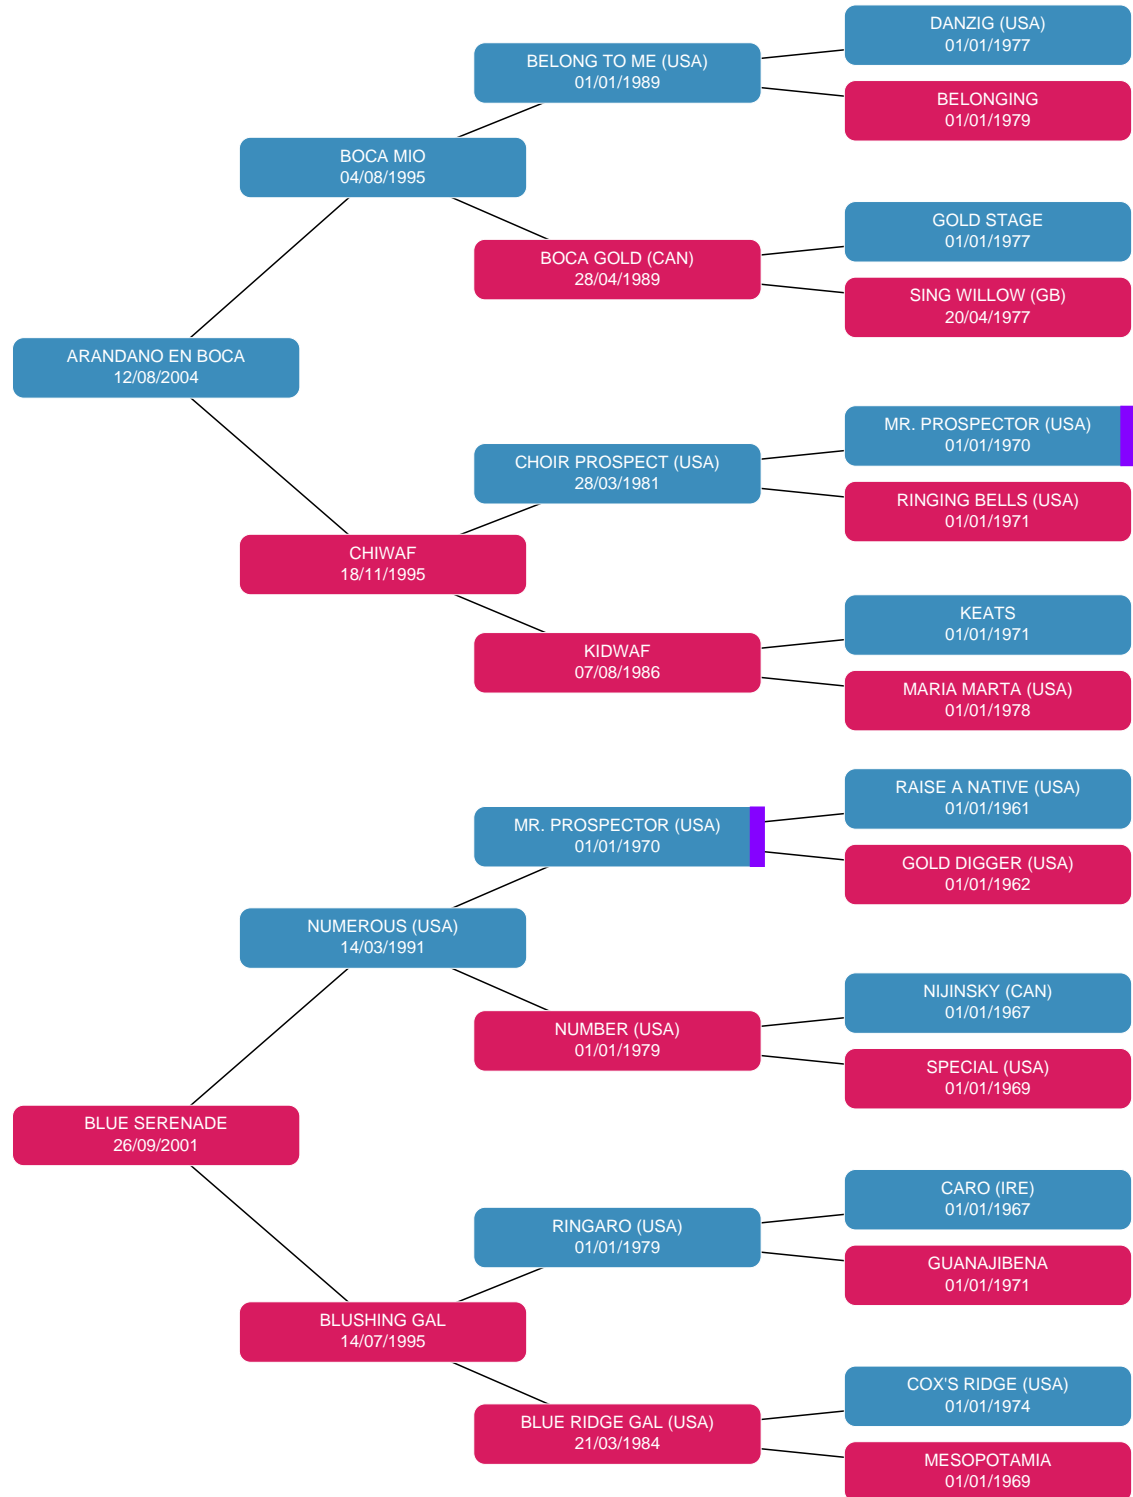 DANZIG (USA)
01/01/1977
BELONG TO ME (USA)
01/01/1989
BELONGING
01/01/1979
BOCA MIO
04/08/1995
GOLD STAGE
01/01/1977
BOCA GOLD (CAN)
28/04/1989
SING WILLOW (GB)
20/04/1977
ARANDANO EN BOCA
12/08/2004
MR. PROSPECTOR (USA)
01/01/1970
CHOIR PROSPECT (USA)
28/03/1981
RINGING BELLS (USA)
01/01/1971
CHIWAF
18/11/1995
KEATS
01/01/1971
KIDWAF
07/08/1986
MARIA MARTA (USA)
01/01/1978
RAISE A NATIVE (USA)
01/01/1961
MR. PROSPECTOR (USA)
01/01/1970
GOLD DIGGER (USA)
01/01/1962
NUMEROUS (USA)
14/03/1991
NIJINSKY (CAN)
01/01/1967
NUMBER (USA)
01/01/1979
SPECIAL (USA)
01/01/1969
BLUE SERENADE
26/09/2001
CARO (IRE)
01/01/1967
RINGARO (USA)
01/01/1979
GUANAJIBENA
01/01/1971
BLUSHING GAL
14/07/1995
COX'S RIDGE (USA)
01/01/1974
BLUE RIDGE GAL (USA)
21/03/1984
MESOPOTAMIA
01/01/1969